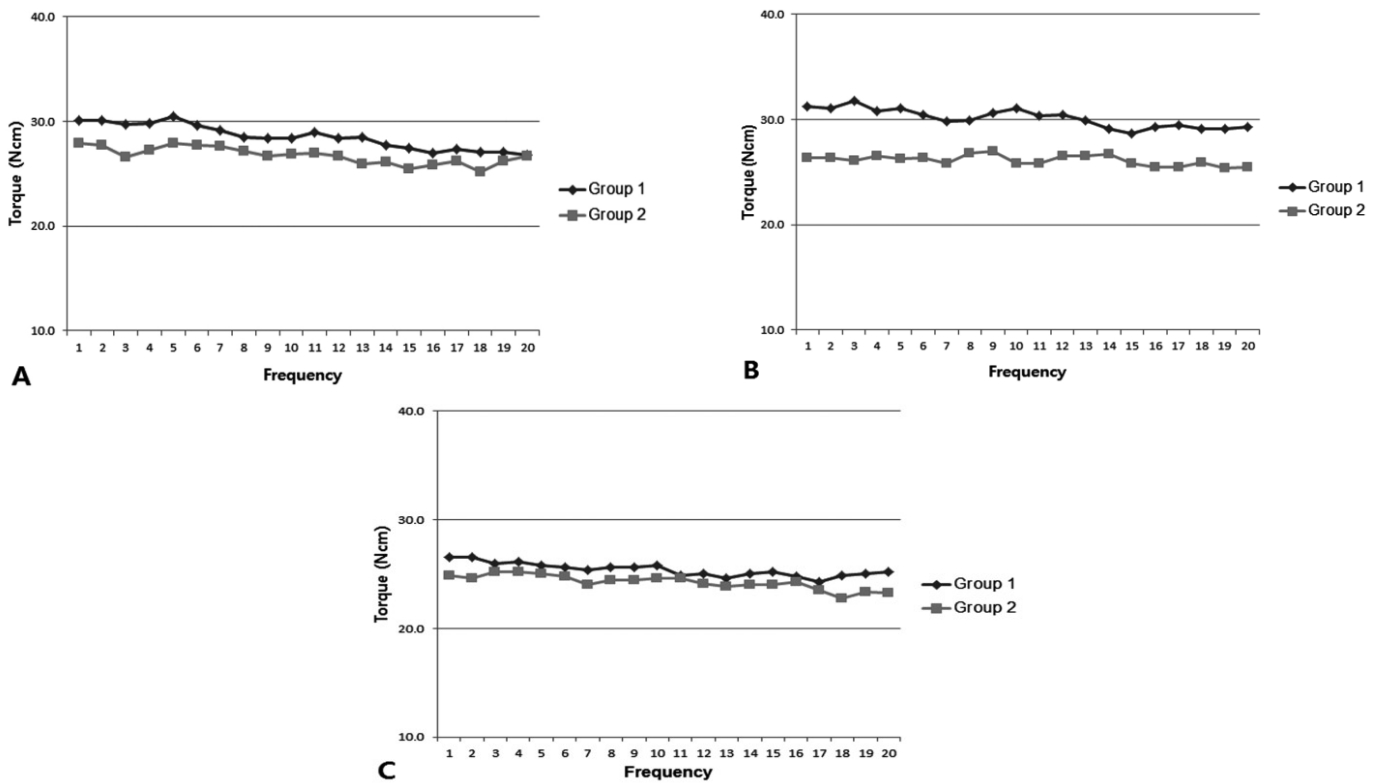 40.0
30.0
20.0
10.0
Torque (Ncm)
1 2 3 4 5 6 7 8 9 10 11 12 13 14 15 16 17 18 19 20
Frequency
Group 1
Group 2
A
40.0
30.0
20.0
10.0
Torque (Ncm)
1 2 3 4 5 6 7 8 9 10 11 12 13 14 15 16 17 18 19 20
Frequency
Group 1
Group 2
B
40.0
30.0
20.0
10.0
Torque (Ncm)
1 2 3 4 5 6 7 8 9 10 11 12 13 14 15 16 17 18 19 20
Frequency
Group 1
Group 2
C